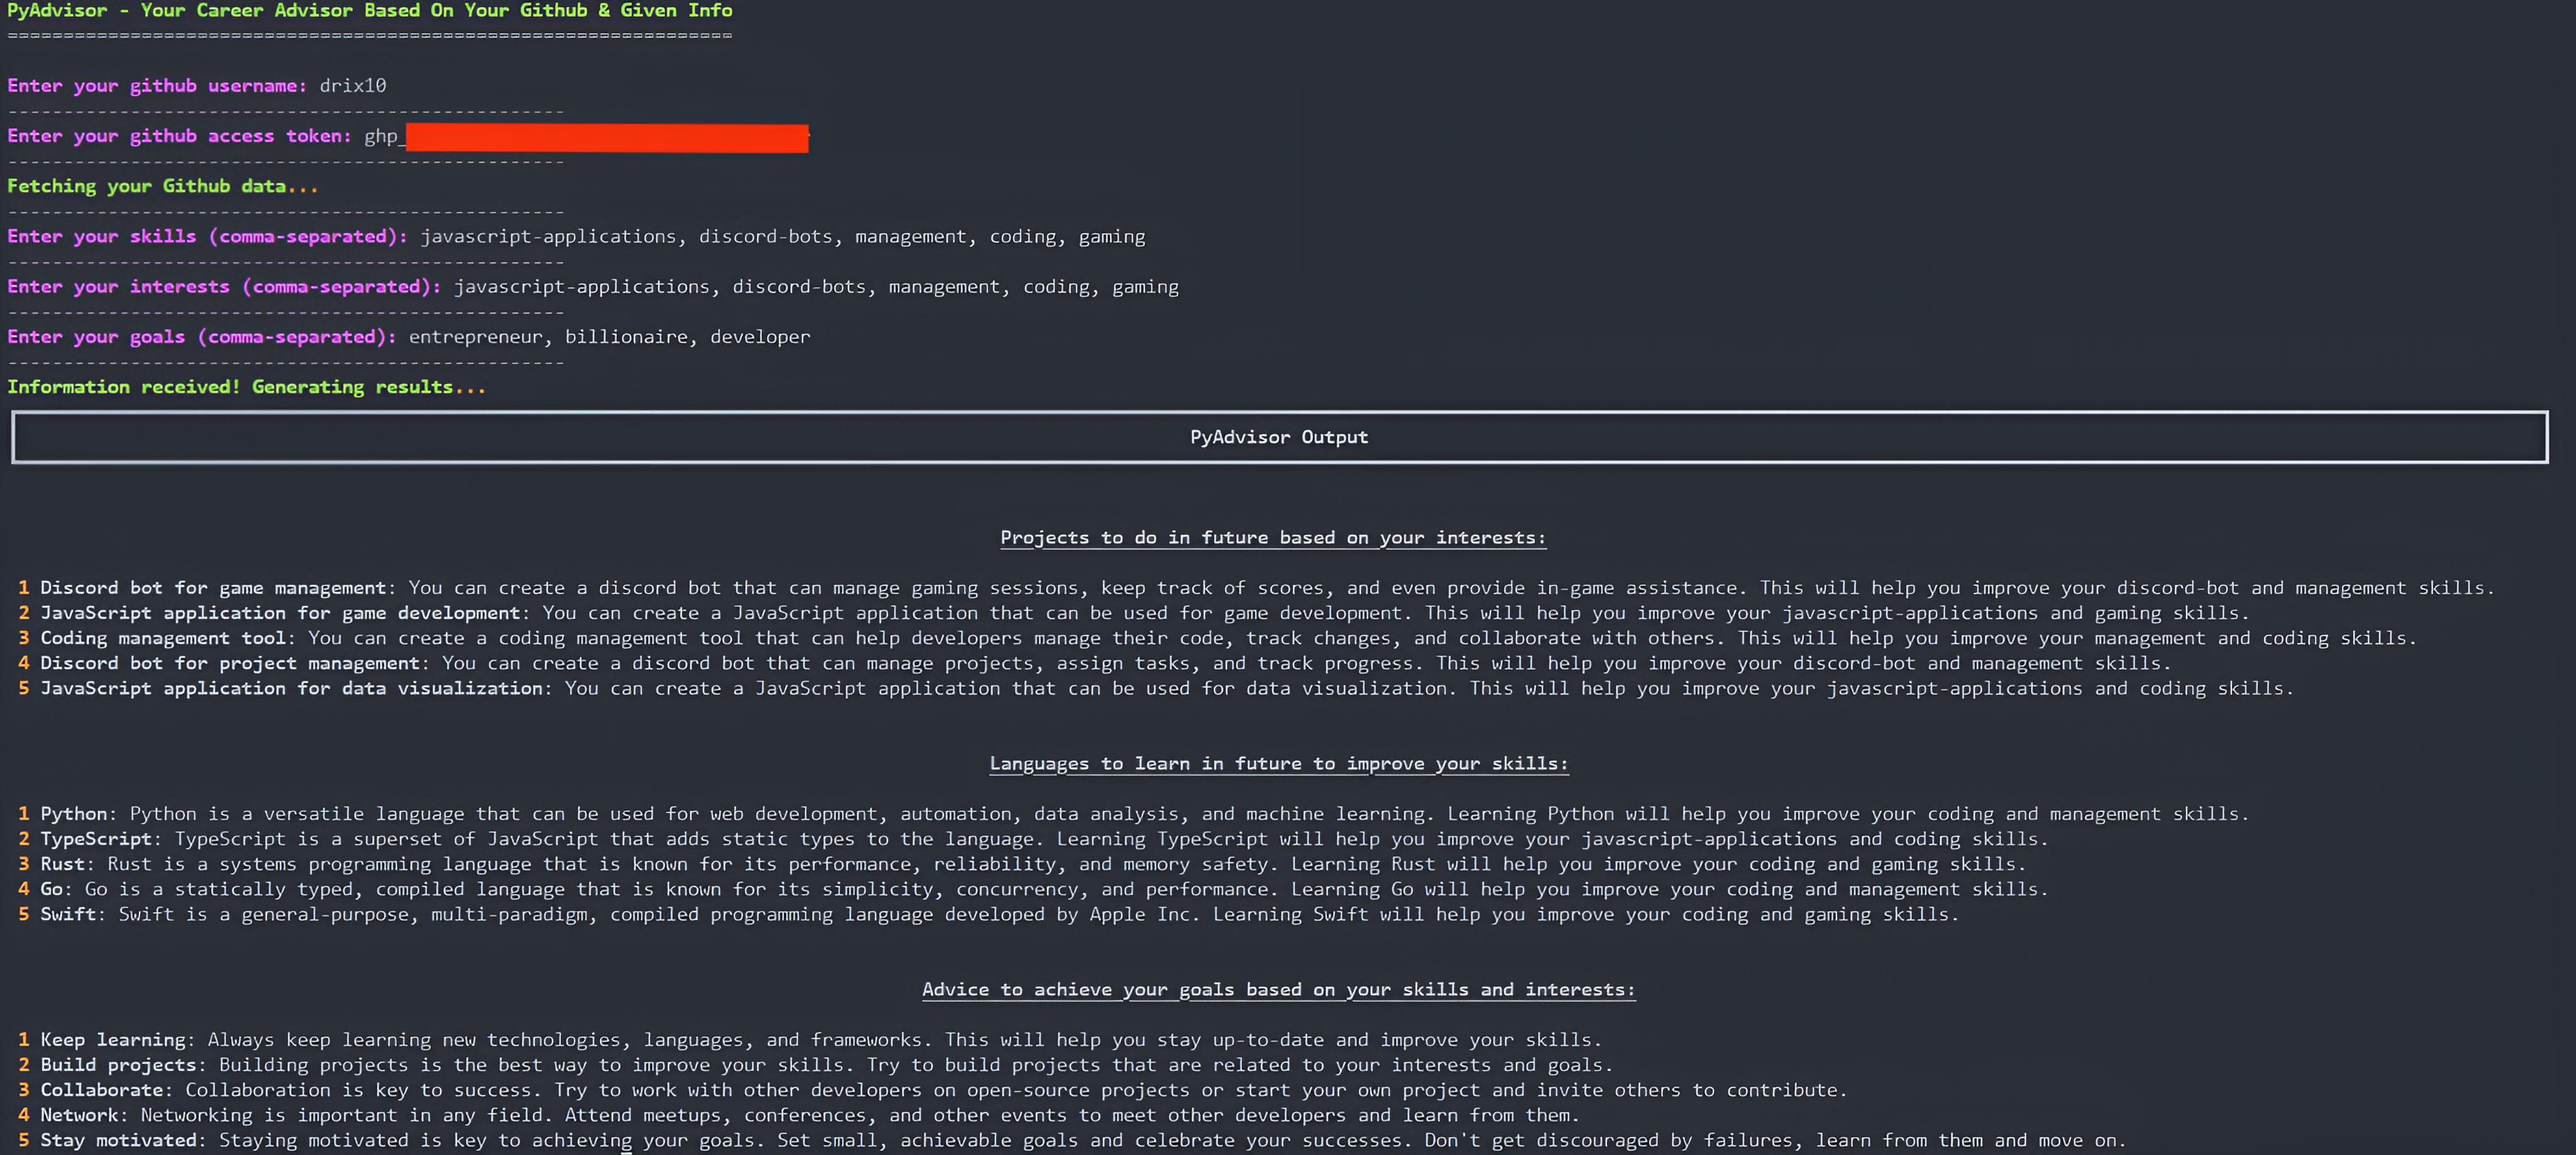 PyAdvisor - Your Career Advisor Based On Your Github & Given Info
=================================================================
Enter your github username: drix10
--------------------------------------------------
Enter your github access token: ghp_
--------------------------------------------------
Fetching your Github data...
--------------------------------------------------
Enter your skills (comma-separated): javascript-applications, discord-bots, management, coding, gaming
--------------------------------------------------
Enter your interests (comma-separated): javascript-applications, discord-bots, management, coding, gaming
--------------------------------------------------
Enter your goals (comma-separated): entrepreneur, billionaire, developer
--------------------------------------------------
Information received! Generating results...
PyAdvisor Output
Projects to do in future based on your interests:
1 Discord bot for game management: You can create a discord bot that can manage gaming sessions, keep track of scores, and even provide in-game assistance. This will help you improve your discord-bot and management skills.
2 JavaScript application for game development: You can create a JavaScript application that can be used for game development. This will help you improve your javascript-applications and gaming skills.
3 Coding management tool: You can create a coding management tool that can help developers manage their code, track changes, and collaborate with others. This will help you improve your management and coding skills.
4 Discord bot for project management: You can create a discord bot that can manage projects, assign tasks, and track progress. This will help you improve your discord-bot and management skills.
5 JavaScript application for data visualization: You can create a JavaScript application that can be used for data visualization. This will help you improve your javascript-applications and coding skills.
Languages to learn in future to improve your skills:
1 Python: Python is a versatile language that can be used for web development, automation, data analysis, and machine learning. Learning Python will help you improve your coding and management skills.
2 TypeScript: TypeScript is a superset of JavaScript that adds static types to the language. Learning TypeScript will help you improve your javascript-applications and coding skills.
3 Rust: Rust is a systems programming language that is known for its performance, reliability, and memory safety. Learning Rust will help you improve your coding and gaming skills.
4 Go: Go is a statically typed, compiled language that is known for its simplicity, concurrency, and performance. Learning Go will help you improve your coding and management skills.
5 Swift: Swift is a general-purpose, multi-paradigm, compiled programming language developed by Apple Inc. Learning Swift will help you improve your coding and gaming skills.
Advice to achieve your goals based on your skills and interests:
1 Keep learning: Always keep learning new technologies, languages, and frameworks. This will help you stay up-to-date and improve your skills.
2 Build projects: Building projects is the best way to improve your skills. Try to build projects that are related to your interests and goals.
3 Collaborate: Collaboration is key to success. Try to work with other developers on open-source projects or start your own project and invite others to contribute.
4 Network: Networking is important in any field. Attend meetups, conferences, and other events to meet other developers and learn from them.
5 Stay motivated: Staying motivated is key to achieving your goals. Set small, achievable goals and celebrate your successes. Don't get discouraged by failures, learn from them and move on.